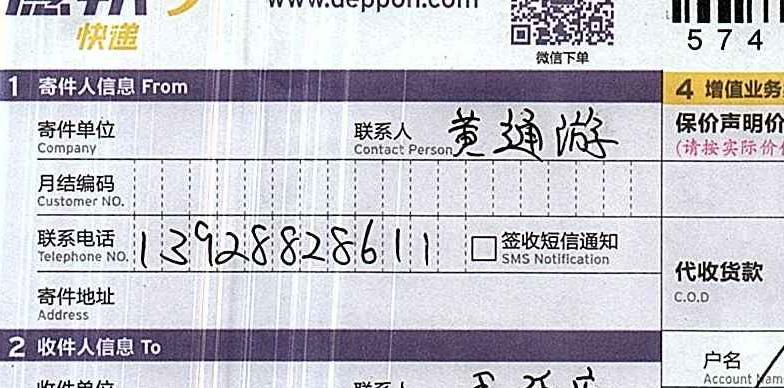 德邦
快递
www.deppon.com
微信下单
574
1 寄件人信息 From
4 增值业务
寄件单位
Company
联系人
Contact Person
黄通游
保价声明价
(请按实际价
月结编码
Customer NO.
联系电话
Telephone NO.
13928828611
签收短信通知
SMS Notification
代收货款
C.O.D
寄件地址
Address
2 收件人信息 To
户名
Account Name
收件单位
联系人